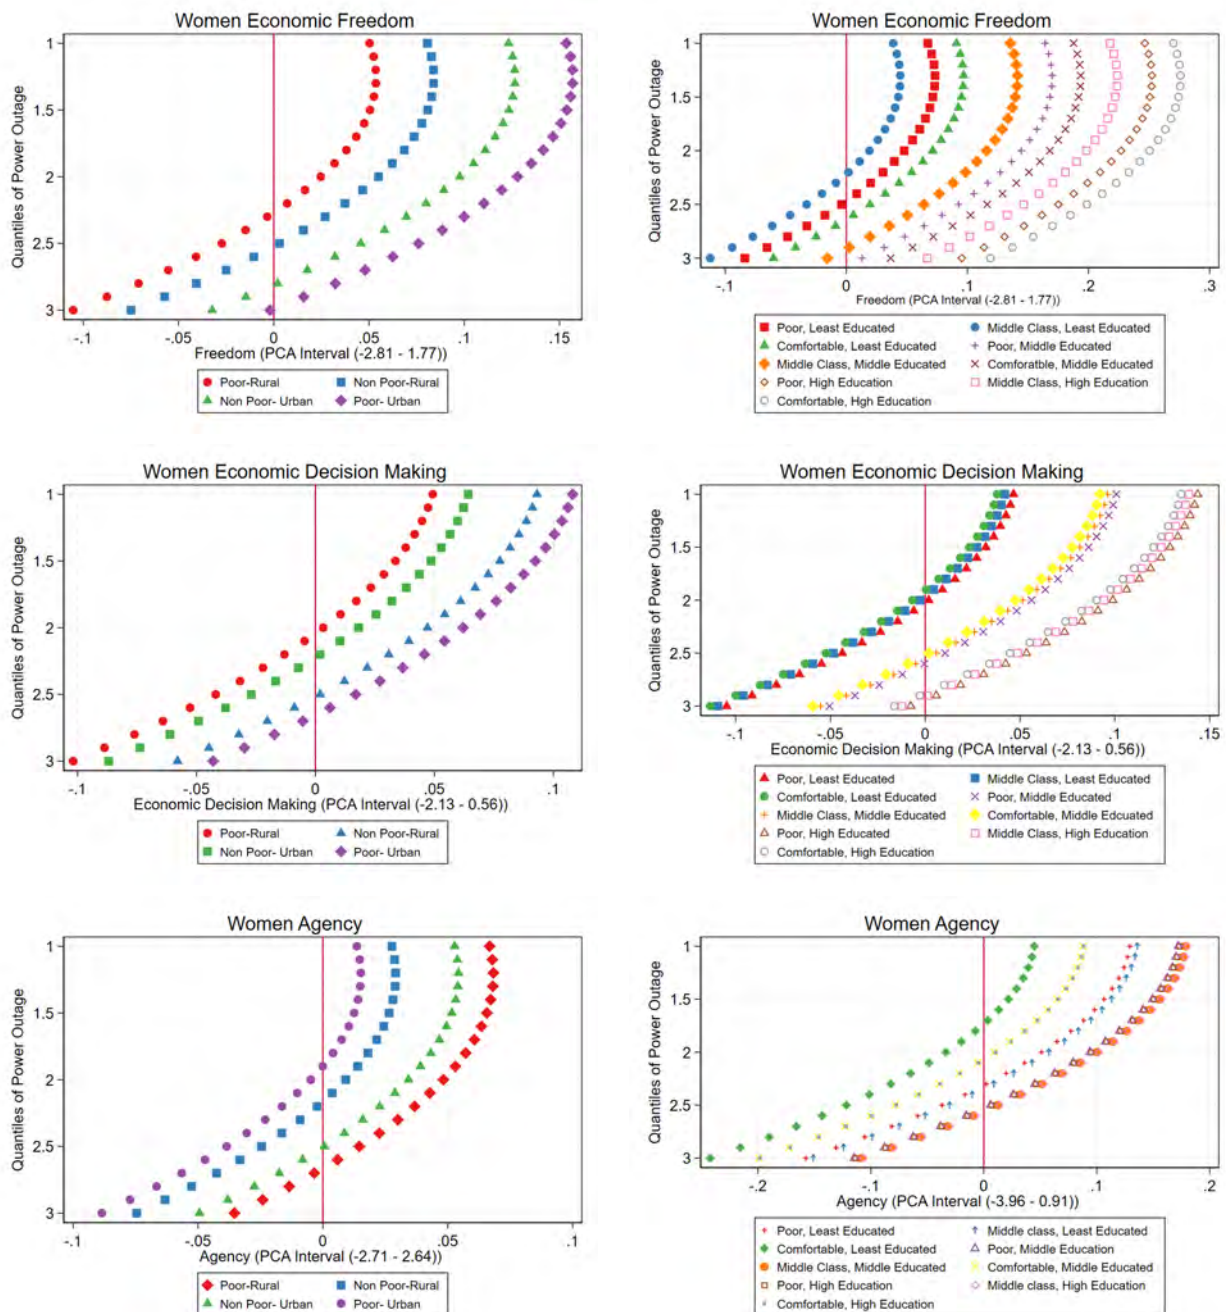 Women Economic Freedom
Quantiles of Power Outage
1
1.5
2
2.5
3
-.1
-.05
0
.05
.1
.15
Freedom (PCA Interval (-2.81 - 1.77))
Poor-Rural
Non Poor-Rural
Non Poor- Urban
Poor- Urban
Women Economic Freedom
Quantiles of Power Outage
1
1.5
2
2.5
3
-.1
0
.1
.2
.3
Freedom (PCA Interval (-2.81 - 1.77))
Poor, Least Educated
Middle Class, Least Educated
Comfortable, Least Educated
Poor, Middle Educated
Middle Class, Middle Educated
Comforatble, Middle Educated
Poor, High Education
Middle Class, High Education
Comfortable, Hgh Education
Women Economic Decision Making
Quantiles of Power Outage
1
1.5
2
2.5
3
-.1
-.05
0
.05
.1
Economic Decision Making (PCA Interval (-2.13 - 0.56))
Poor-Rural
Non Poor-Rural
Non Poor- Urban
Poor- Urban
Women Economic Decision Making
Quantiles of Power Outage
1
1.5
2
2.5
3
-.1
-.05
0
.05
.1
.15
Economic Decision Making (PCA Interval (-2.13 - 0.56))
Poor, Least Educated
Middle Class, Least Educated
Comfortable, Least Educated
Poor, Middle Educated
Middle Class, Middle Educated
Comfortable, Middle Edcuated
Poor, High Educated
Middle Class, High Education
Comfortable, High Education
Women Agency
Quantiles of Power Outage
1
1.5
2
2.5
3
-.1
-.05
0
.05
.1
Agency (PCA Interval (-2.71 - 2.64))
Poor-Rural
Non Poor-Rural
Non Poor- Urban
Poor- Urban
Women Agency
Quantiles of Power Outage
1
1.5
2
2.5
3
-.2
-.1
0
.1
.2
Agency (PCA Interval (-3.96 - 0.91))
Poor, Least Educated
Middle class, Least Educated
Comfortable, Least Educated
Poor, Middle Education
Middle Class, Middle Educated
Comfortable, Middle Educated
Poor, High Education
Middle class, High Education
Comfortable, High Education